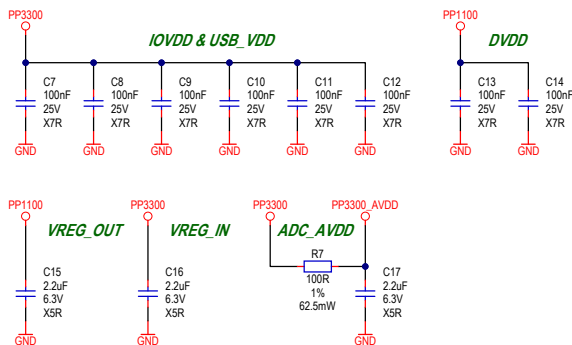 PP3300
IOVDD & USB_VDD
C7
100nF
25V
X7R
GND
C8
100nF
25V
X7R
GND
C9
100nF
25V
X7R
GND
C10
100nF
25V
X7R
GND
C11
100nF
25V
X7R
GND
C12
100nF
25V
X7R
GND
PP1100
DVDD
C13
100nF
25V
X7R
GND
C14
100nF
25V
X7R
GND
PP1100
VREG_OUT
C15
2.2uF
6.3V
X5R
GND
PP3300
VREG_IN
C16
2.2uF
6.3V
X5R
GND
PP3300
PP3300_AVDD
ADC_AVDD
R7
100R
1%
62.5mW
C17
2.2uF
6.3V
X5R
GND